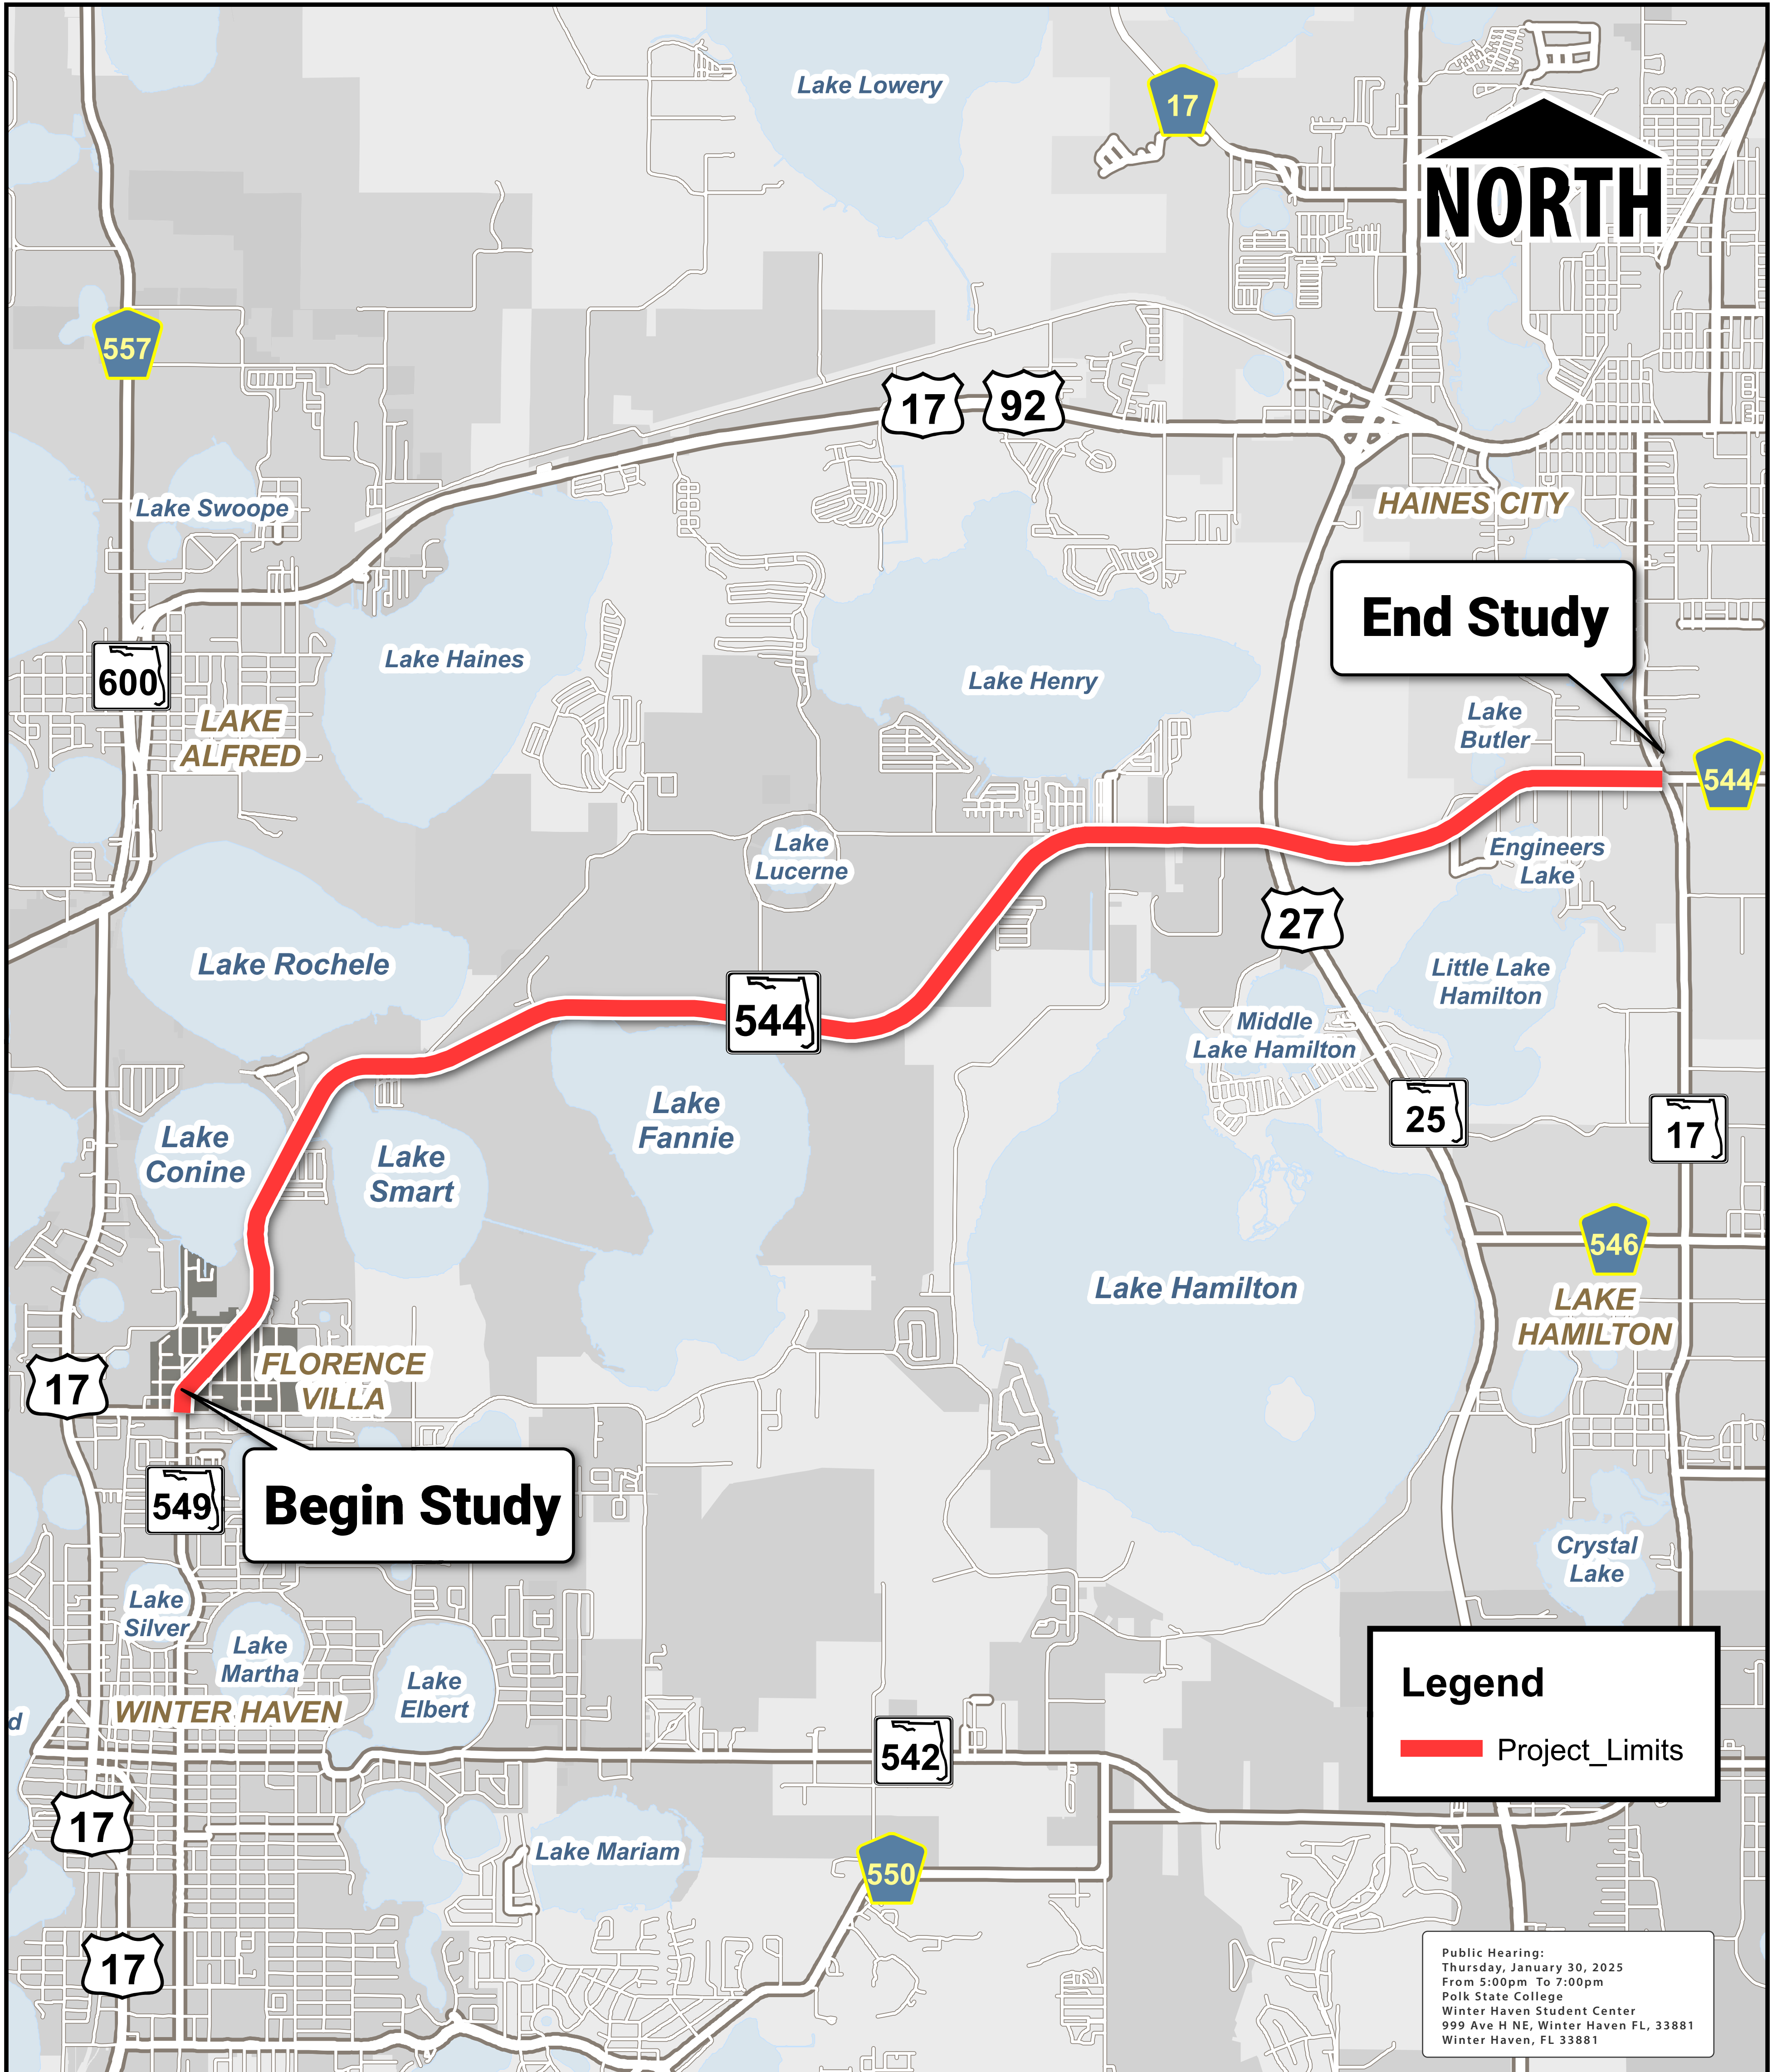 Lake Lowery
17
NORTH
557
17
92
HAINES CITY
Lake Swoope
End Study
600
Lake Haines
Lake Henry
LAKE
ALFRED
Lake
Butler
544
Lake
Lucerne
Engineers
Lake
27
Lake Rochele
Little Lake
Hamilton
544
Middle
Lake Hamilton
Lake
Fannie
25
17
Lake
Conine
Lake
Smart
546
Lake Hamilton
LAKE
HAMILTON
FLORENCE
VILLA
17
Begin Study
549
Crystal
Lake
Lake
Silver
Lake
Martha
Lake
Elbert
WINTER HAVEN
d
Legend
Project_Limits
542
17
Lake Mariam
550
17
Public Hearing:
Thursday, January 30, 2025
From 5:00pm To 7:00pm
Polk State College
Winter Haven Student Center
999 Ave H NE, Winter Haven FL, 33881
Winter Haven, FL 33881